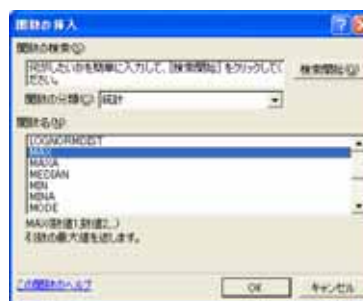 関数の挿入
関数の検索(S):
何がしたいかを簡単に入力して、[検索開始] をクリックしてください。
検索開始(G)
関数の分類(C): 統計
関数名(N):
LOGNORMDIST
MAX
MAXA
MEDIAN
MIN
MINA
MODE
MAX(数値1,数値2,...)
引数の最大値を返します。
この関数のヘルプ
OK
キャンセル